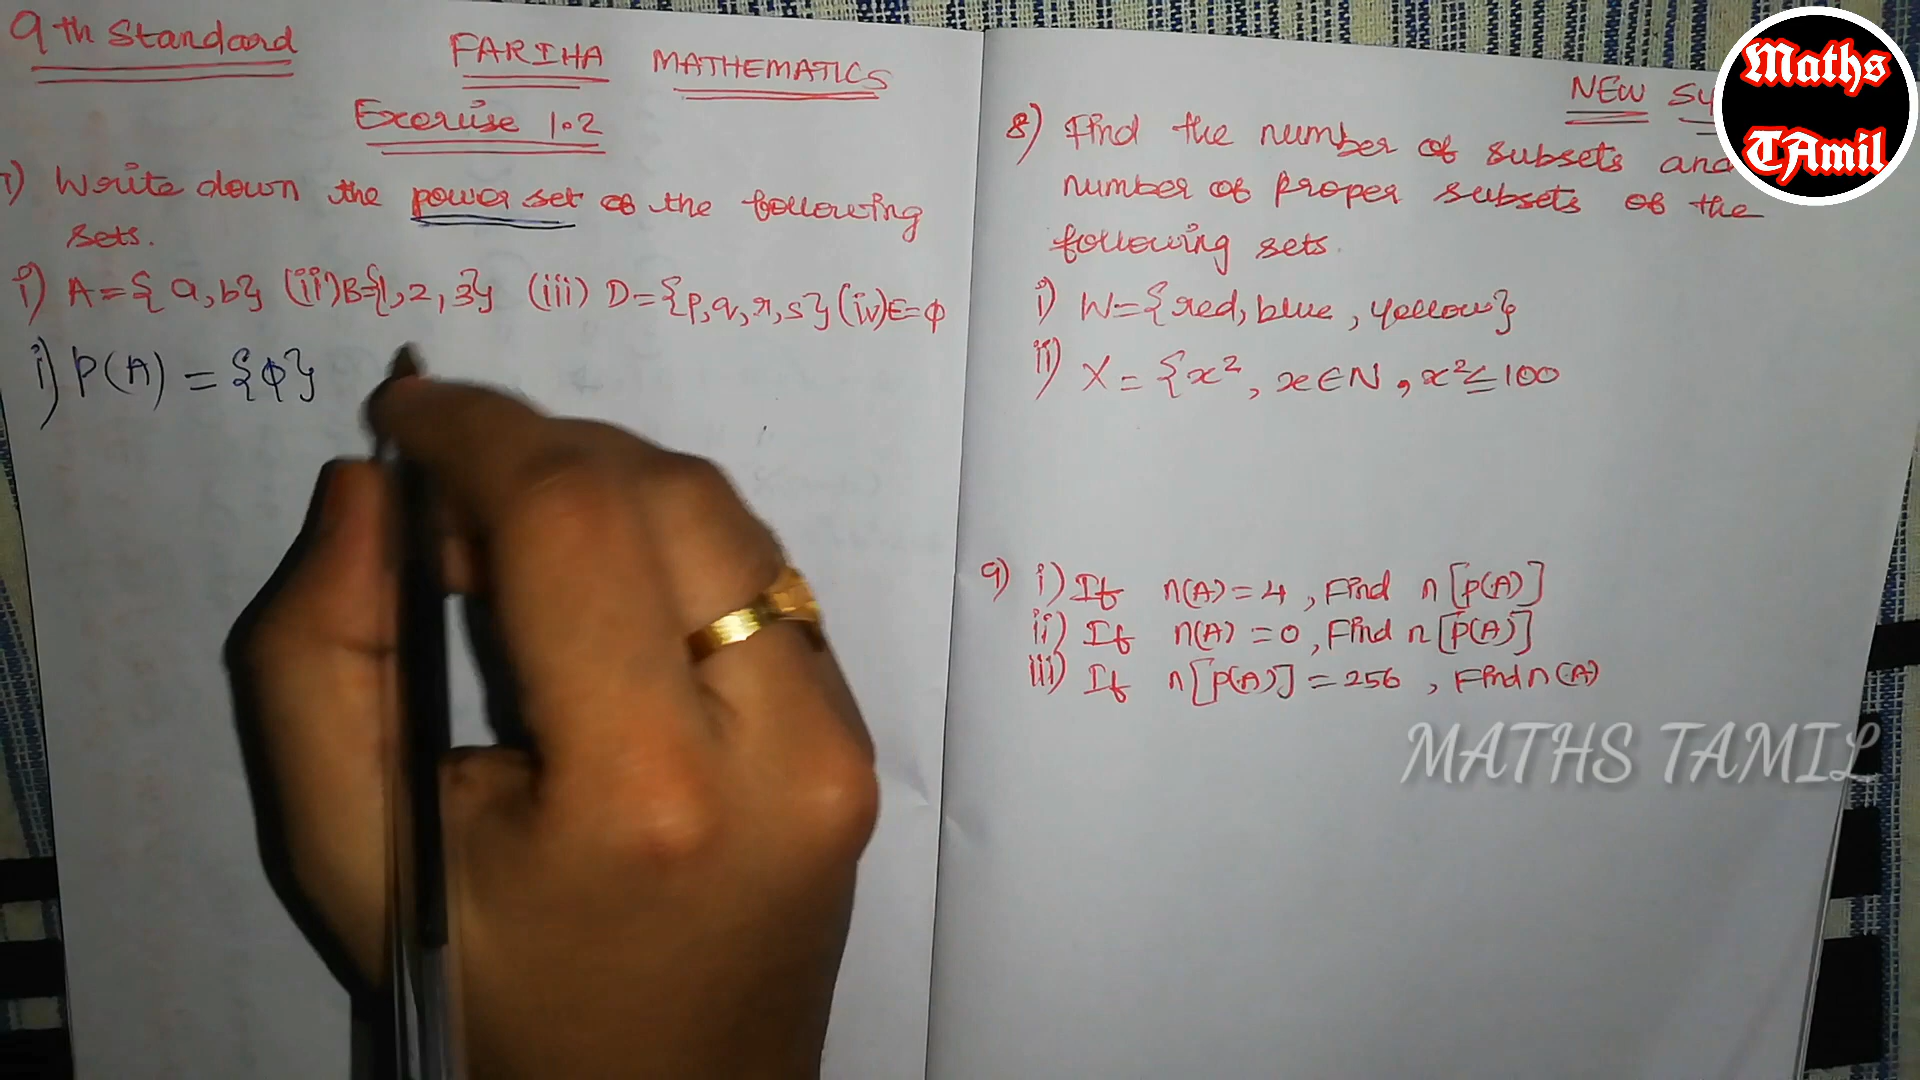 9th Standard
FARIHA MATHEMATICS
Exercise 1.2
7) Write down the power set of the following
sets.
i) A={a,b} (ii) B={1,2,3} (iii) D={p,q,r,s} (iv) E=ϕ
i) P(A) = {ϕ}
NEW
8) Find the number of subsets and
number of proper subsets of the
following sets.
i) W={red, blue, yellow}
ii) X = {x², x∈N, x²≤100
9) i) If n(A)=4, Find n[P(A)]
ii) If n(A)=0, Find n[P(A)]
iii) If n[P(A)]=256, Find n(A)
Maths
TAmil
MATHS TAMIL